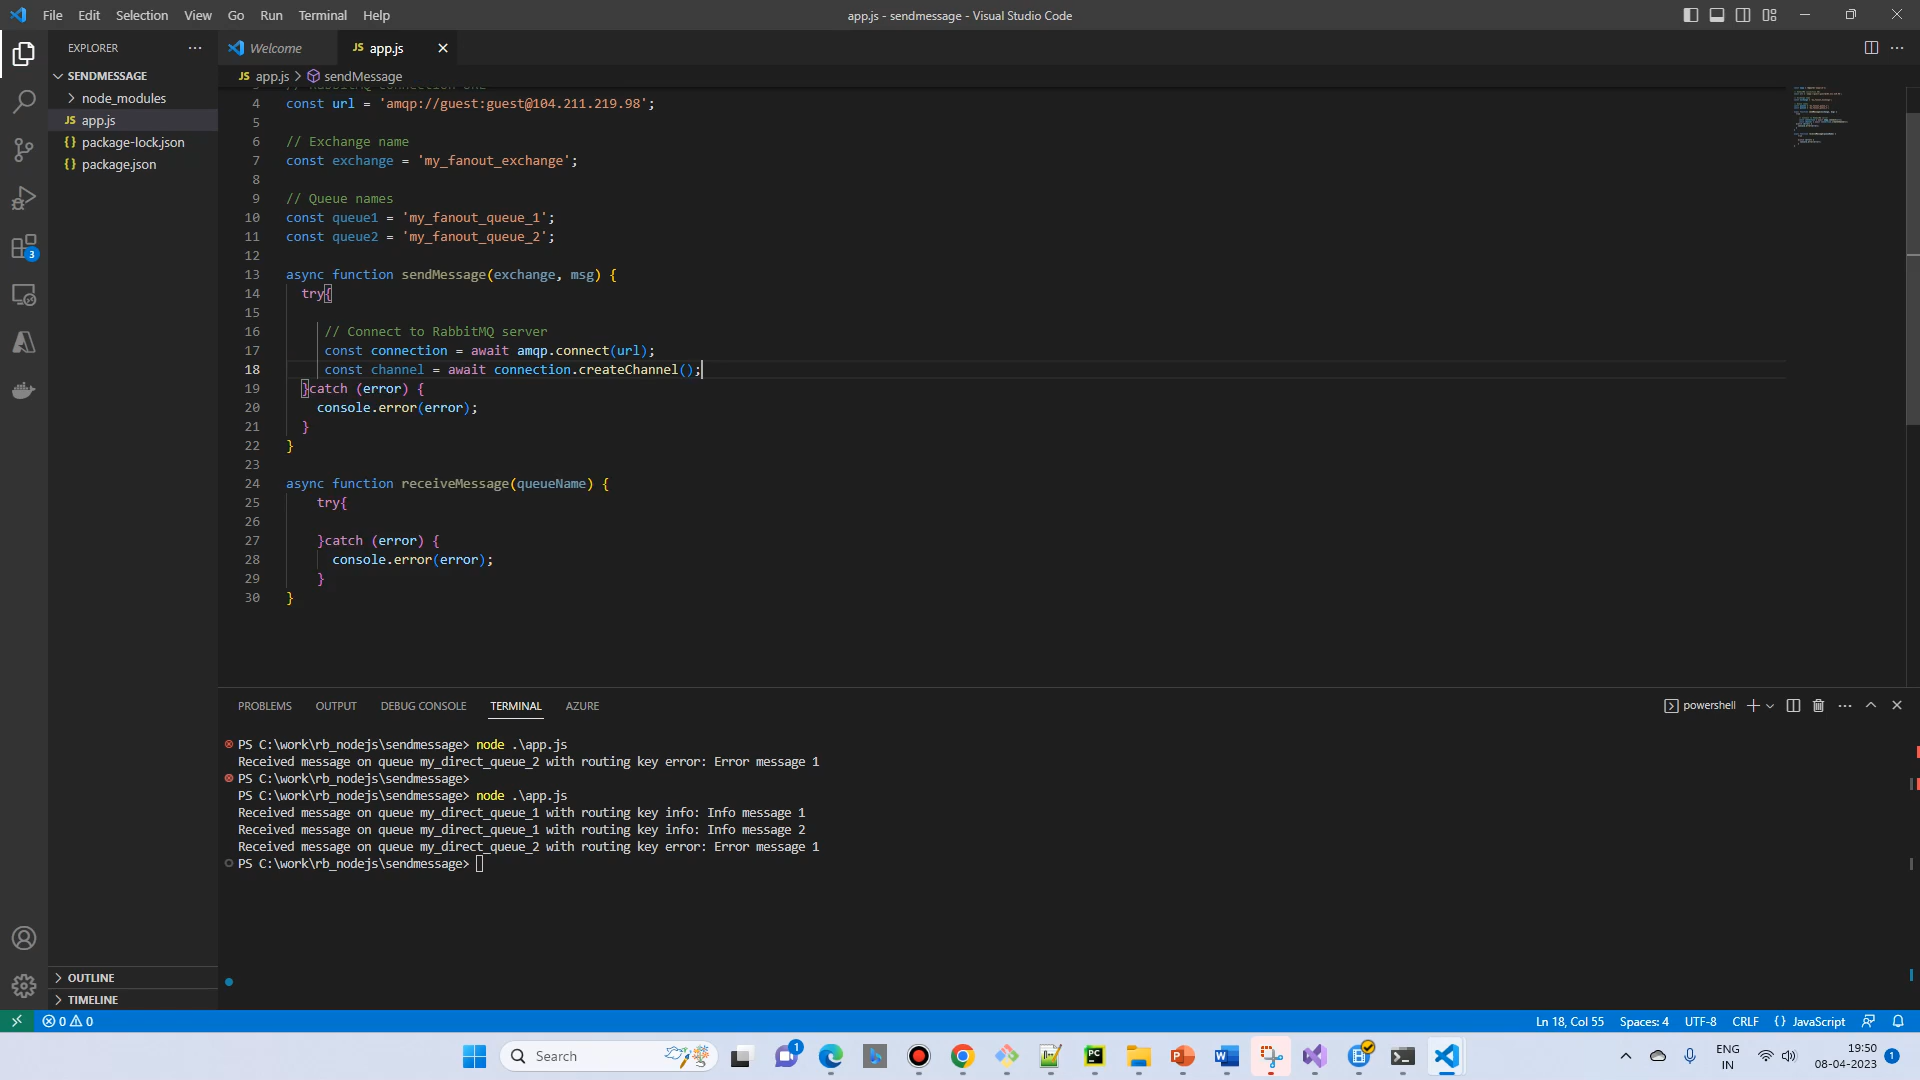 File Edit Selection View Go Run Terminal Help
app.js - sendmessage - Visual Studio Code
EXPLORER
SENDMESSAGE
node_modules
JS app.js
{} package-lock.json
{} package.json
3
OUTLINE
TIMELINE
Welcome
JS app.js
JS app.js > sendMessage
4 const url = 'amqp://guest:guest@104.211.219.98';
5
6 // Exchange name
7 const exchange = 'my_fanout_exchange';
8
9 // Queue names
10 const queue1 = 'my_fanout_queue_1';
11 const queue2 = 'my_fanout_queue_2';
12
13 async function sendMessage(exchange, msg) {
14 try{
15
16 // Connect to RabbitMQ server
17 const connection = await amqp.connect(url);
18 const channel = await connection.createChannel();
19 }catch (error) {
20 console.error(error);
21 }
22 }
23
24 async function receiveMessage(queueName) {
25 try{
26
27 }catch (error) {
28 console.error(error);
29 }
30 }
PROBLEMS OUTPUT DEBUG CONSOLE TERMINAL AZURE
powershell
PS C:\work\rb_nodejs\sendmessage> node .\app.js
Received message on queue my_direct_queue_2 with routing key error: Error message 1
PS C:\work\rb_nodejs\sendmessage>
PS C:\work\rb_nodejs\sendmessage> node .\app.js
Received message on queue my_direct_queue_1 with routing key info: Info message 1
Received message on queue my_direct_queue_1 with routing key info: Info message 2
Received message on queue my_direct_queue_2 with routing key error: Error message 1
PS C:\work\rb_nodejs\sendmessage>
0 0
Ln 18, Col 55 Spaces: 4 UTF-8 CRLF {} JavaScript
Search
1
PC
ENG
IN
19:50
08-04-2023
1